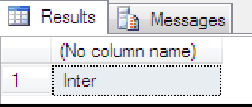 Results Messages
(No column name)
1 Inter